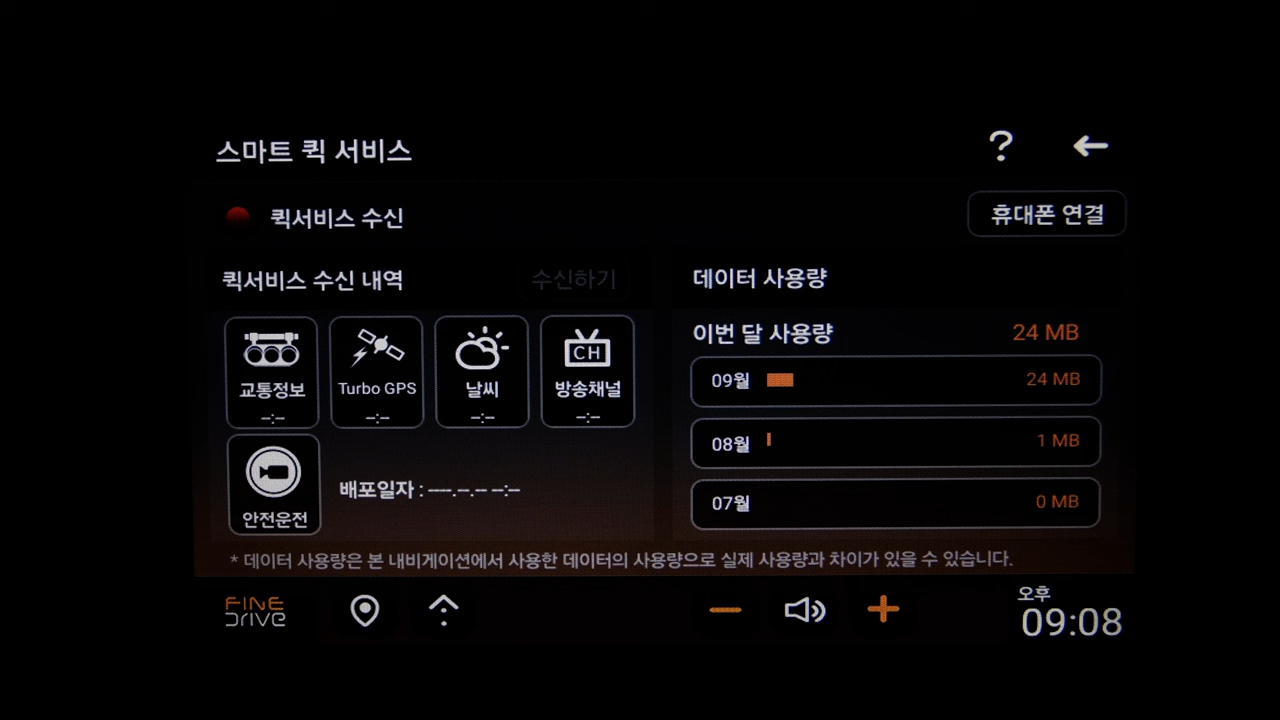 스마트 퀵 서비스
?
퀵서비스 수신
휴대폰 연결
퀵서비스 수신 내역
수신하기
데이터 사용량
이번 달 사용량
24 MB
교통정보
--:--
Turbo GPS
--:--
날씨
--:--
CH
방송채널
--:--
09월
24 MB
08월
1 MB
07월
0 MB
안전운전
배포일자 : ----.--.-- --:--
* 데이터 사용량은 본 내비게이션에서 사용한 데이터의 사용량으로 실제 사용량과 차이가 있을 수 있습니다.
FINE
DRIVE
오후
09:08